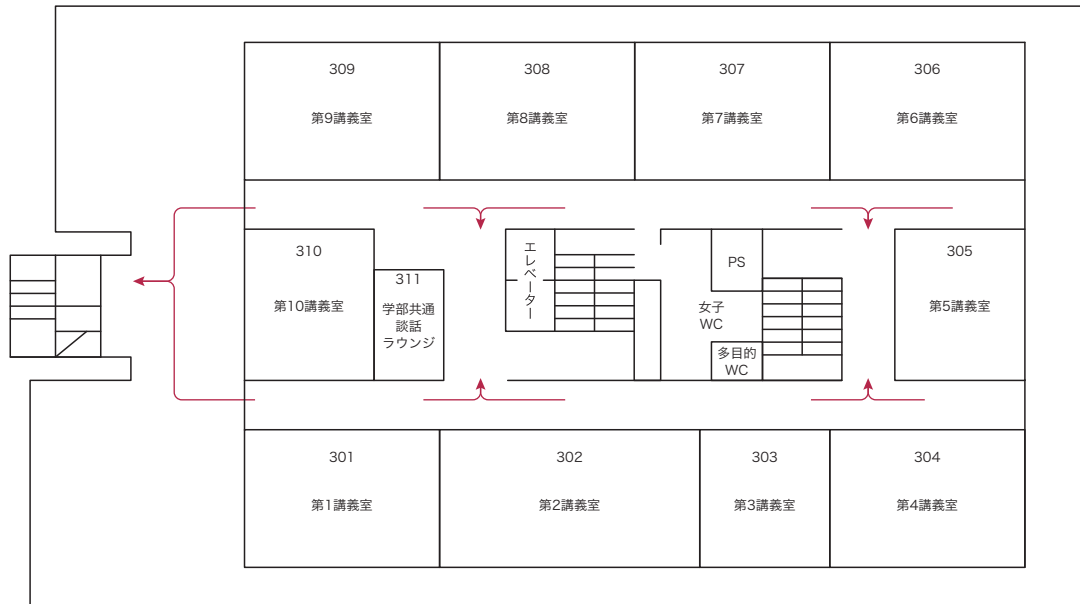 309
第9講義室
308
第8講義室
307
第7講義室
306
第6講義室
310
第10講義室
311
学部共通
談話
ラウンジ
エレベーター
PS
女子
WC
多目的
WC
305
第5講義室
301
第1講義室
302
第2講義室
303
第3講義室
304
第4講義室